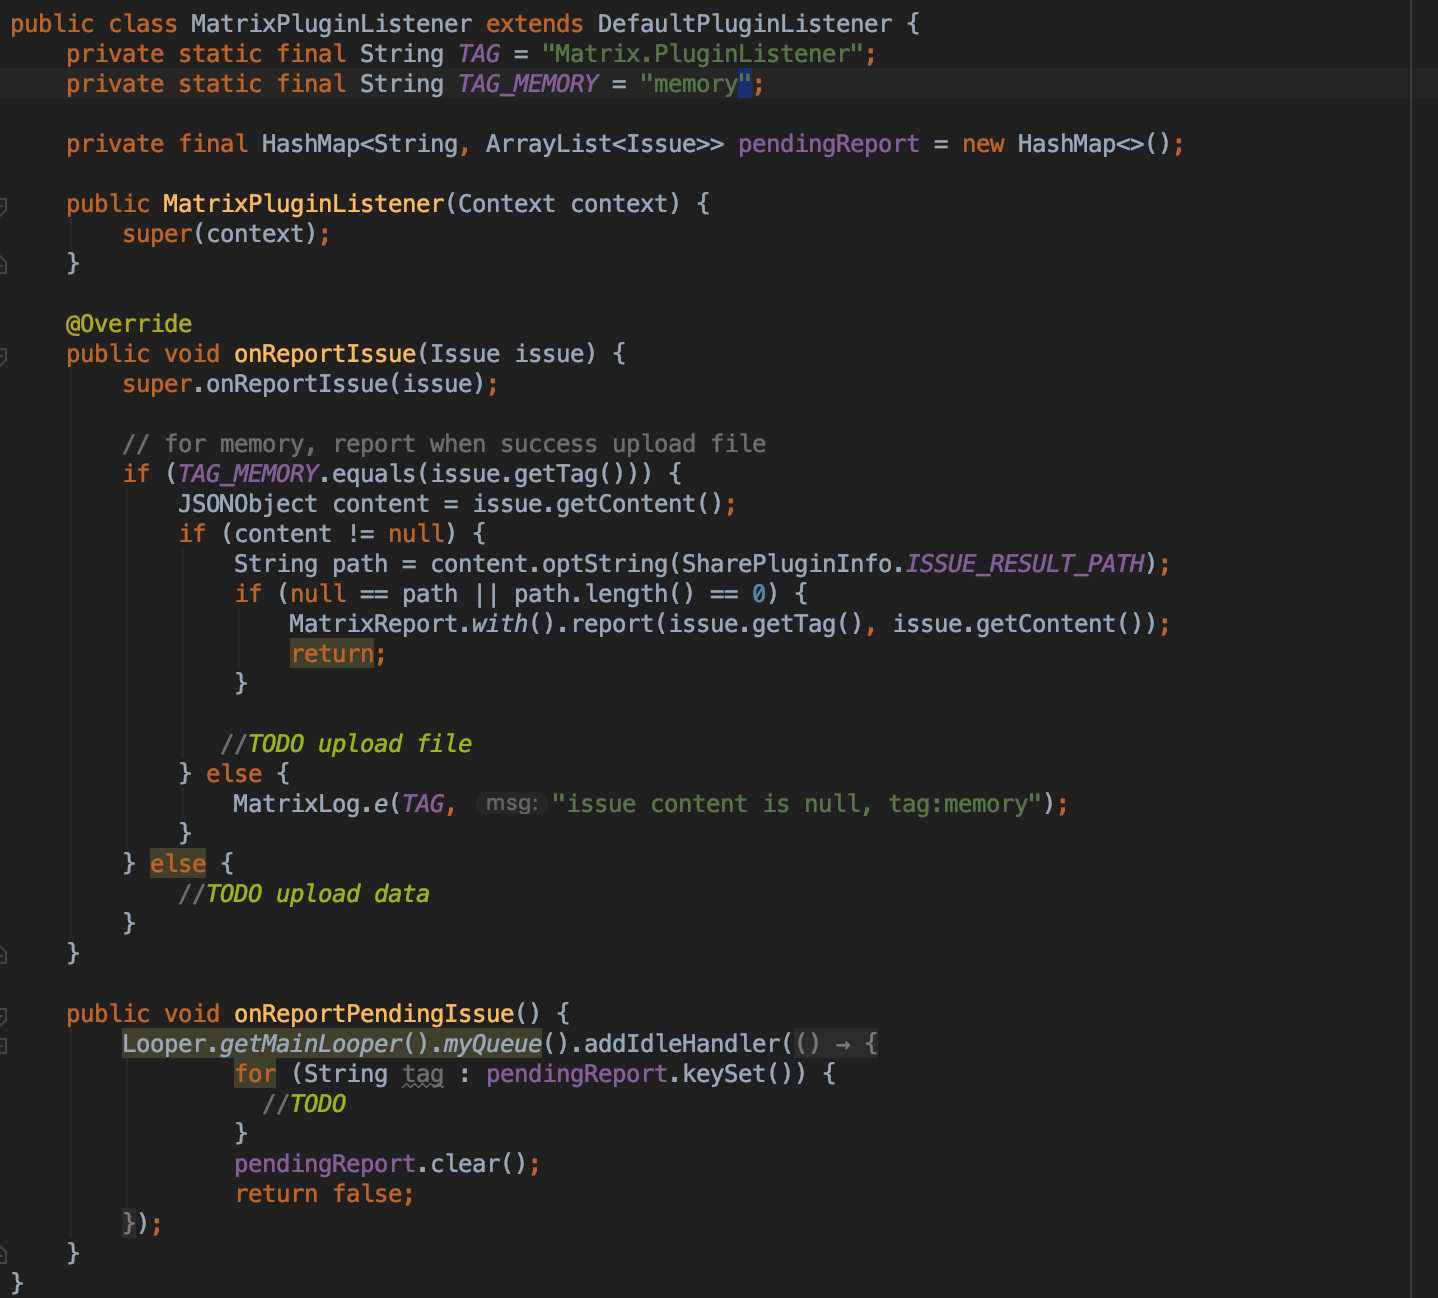 public class MatrixPluginListener extends DefaultPluginListener {
    private static final String TAG = "Matrix.PluginListener";
    private static final String TAG_MEMORY = "memory";

    private final HashMap<String, ArrayList<Issue>> pendingReport = new HashMap<>();

    public MatrixPluginListener(Context context) {
        super(context);
    }

    @Override
    public void onReportIssue(Issue issue) {
        super.onReportIssue(issue);

        // for memory, report when success upload file
        if (TAG_MEMORY.equals(issue.getTag())) {
            JSONObject content = issue.getContent();
            if (content != null) {
                String path = content.optString(SharePluginInfo.ISSUE_RESULT_PATH);
                if (null == path || path.length() == 0) {
                    MatrixReport.with().report(issue.getTag(), issue.getContent());
                    return;
                }

               //TODO upload file
            } else {
                MatrixLog.e(TAG, msg: "issue content is null, tag:memory");
            }
        } else {
            //TODO upload data
        }
    }

    public void onReportPendingIssue() {
        Looper.getMainLooper().myQueue().addIdleHandler(() → {
                for (String tag : pendingReport.keySet()) {
                  //TODO
                }
                pendingReport.clear();
                return false;
        });
    }
}